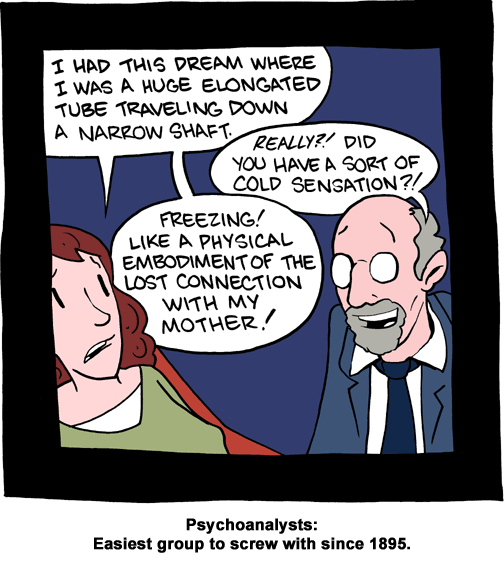 I HAD THIS DREAM WHERE
I WAS A HUGE ELONGATED
TUBE TRAVELING DOWN
A NARROW SHAFT.
REALLY?! DID
YOU HAVE A SORT OF
COLD SENSATION?!
FREEZING!
LIKE A PHYSICAL
EMBODIMENT OF THE
LOST CONNECTION
WITH MY
MOTHER!
Psychoanalysts:
Easiest group to screw with since 1895.